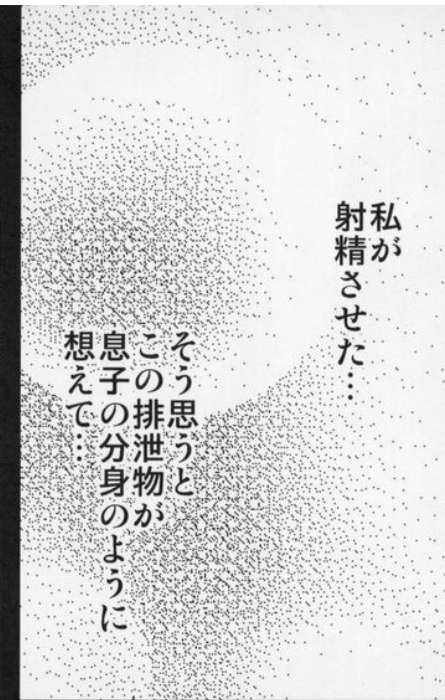 私が
射精させた…
そう思うと
この排泄物が
息子の分身のように
想えて…